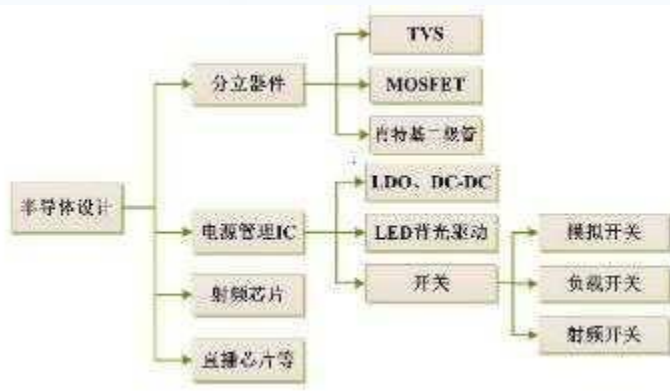 TVS
分立器件
MOSFET
肖特基二极管
LDO、DC-DC
半导体设计
电源管理IC
LED背光驱动
模拟开关
开关
负载开关
射频芯片
射频开关
直播芯片等